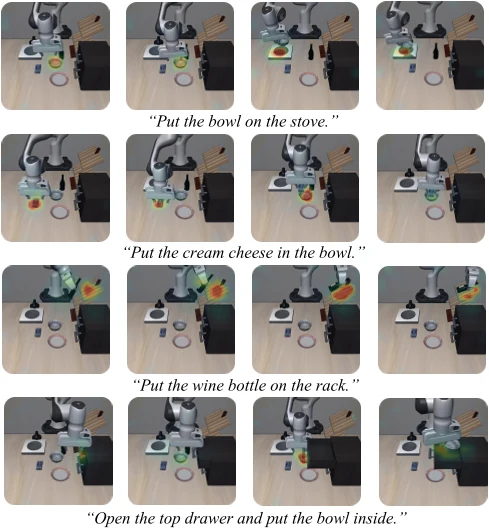 “Put the bowl on the stove.”
“Put the cream cheese in the bowl.”
“Put the wine bottle on the rack.”
“Open the top drawer and put the bowl inside.”